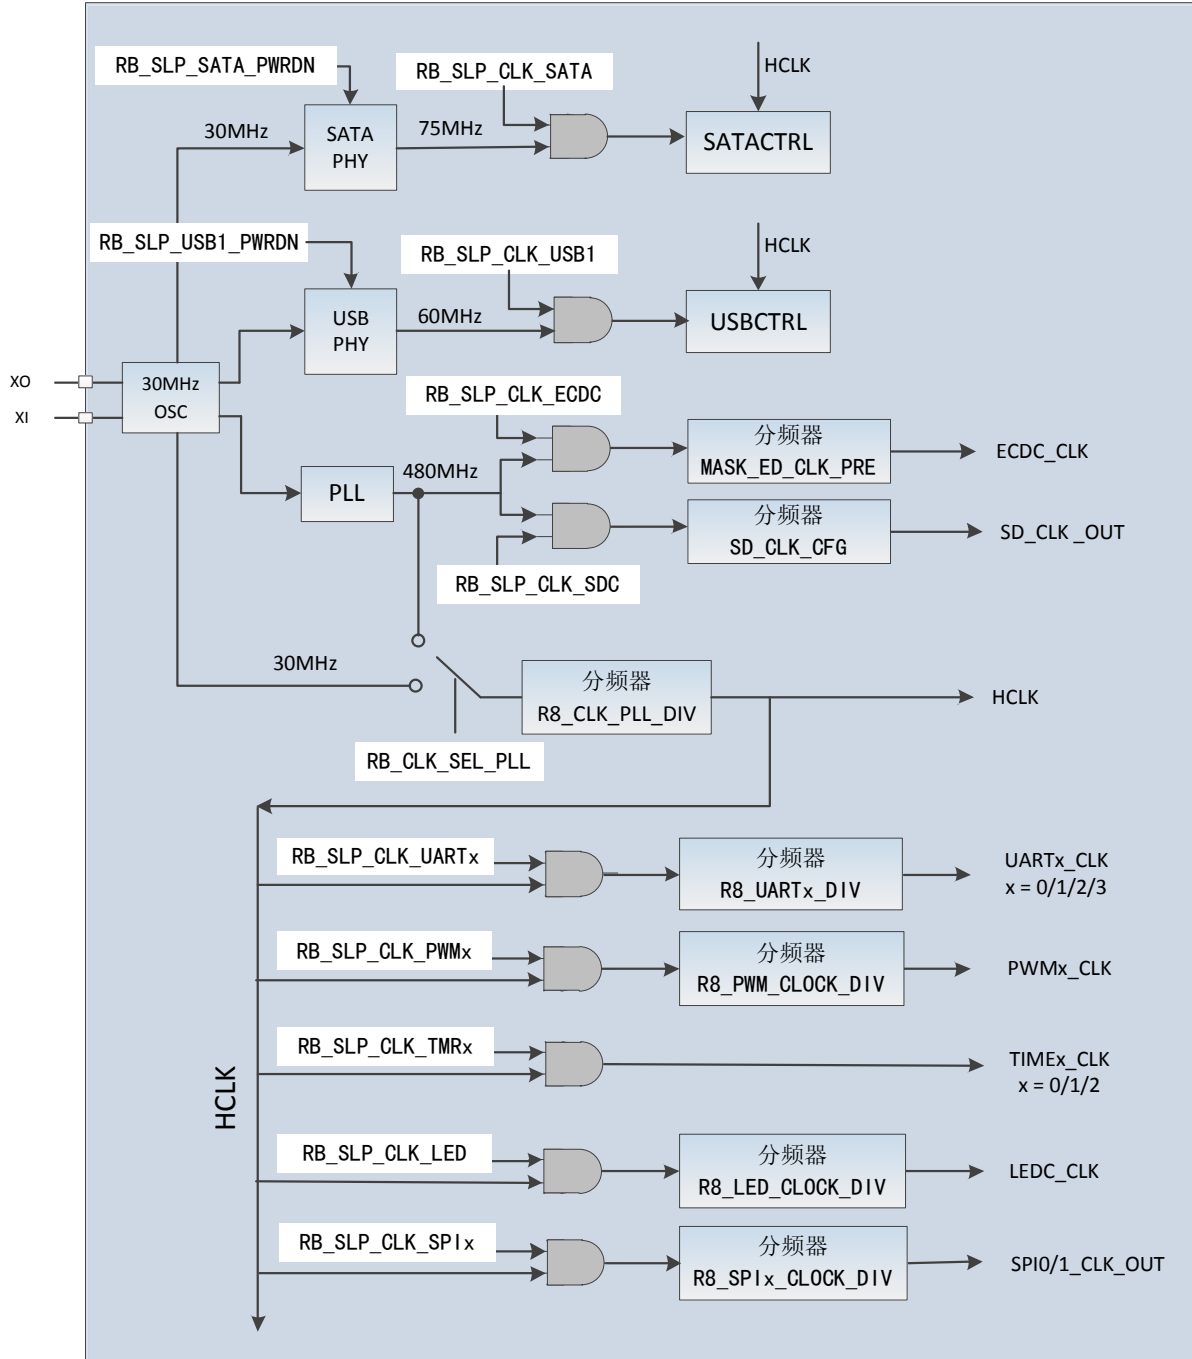 RB_SLP_SATA_PWRDN
RB_SLP_CLK_SATA
HCLK
30MHz
SATA
PHY
75MHz
SATACTRL
RB_SLP_USB1_PWRDN
RB_SLP_CLK_USB1
HCLK
USB
PHY
60MHz
USBCTRL
XO
XI
30MHz
OSC
RB_SLP_CLK_ECDC
分频器
MASK_ED_CLK_PRE
ECDC_CLK
PLL
480MHz
分频器
SD_CLK_CFG
SD_CLK _OUT
RB_SLP_CLK_SDC
30MHz
分频器
R8_CLK_PLL_DIV
HCLK
RB_CLK_SEL_PLL
RB_SLP_CLK_UARTx
分频器
R8_UARTx_DIV
UARTx_CLK
x = 0/1/2/3
RB_SLP_CLK_PWMx
分频器
R8_PWM_CLOCK_DIV
PWMx_CLK
RB_SLP_CLK_TMRx
TIMEx_CLK
x = 0/1/2
HCLK
RB_SLP_CLK_LED
分频器
R8_LED_CLOCK_DIV
LEDC_CLK
RB_SLP_CLK_SPIx
分频器
R8_SPIx_CLOCK_DIV
SPI0/1_CLK_OUT